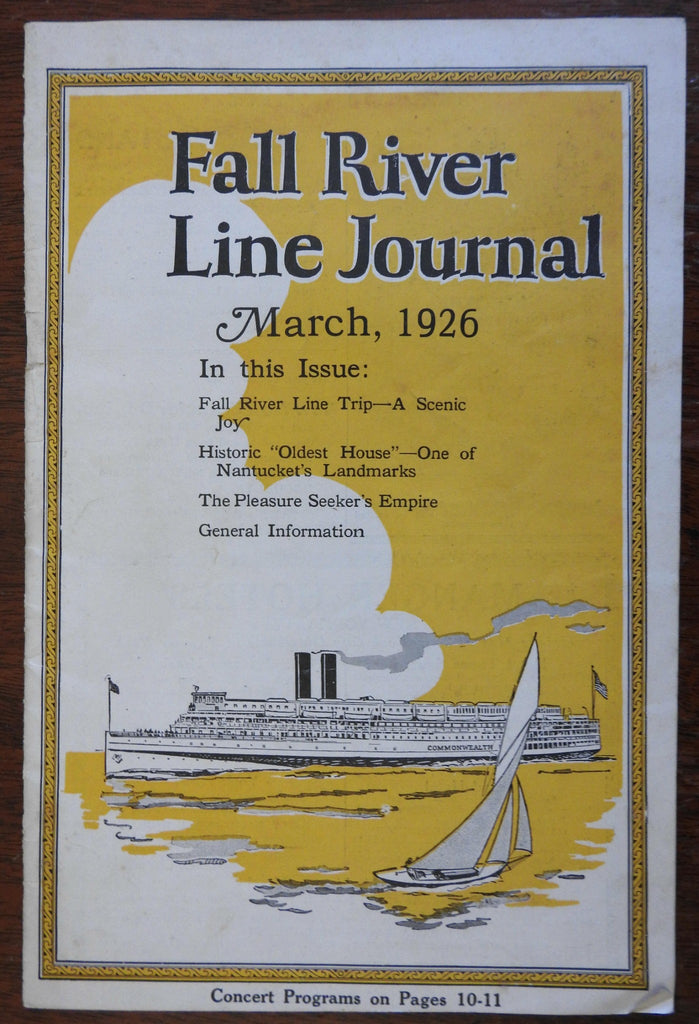 Fall River
Line Journal
March, 1926
In this Issue:
Fall River Line Trip—A Scenic
Joy
Historic "Oldest House"—One of
Nantucket's Landmarks
The Pleasure Seeker's Empire
General Information
COMMONWEALTH
Concert Programs on Pages 10-11